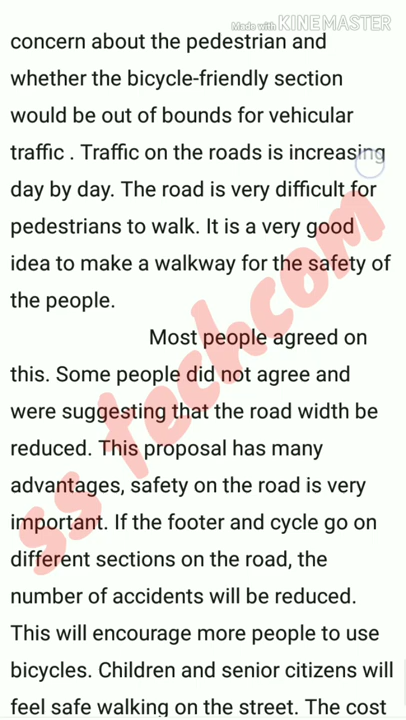 Made with KINEMASTER
concern about the pedestrian and
whether the bicycle-friendly section
would be out of bounds for vehicular
traffic . Traffic on the roads is increasing
day by day. The road is very difficult for
pedestrians to walk. It is a very good
idea to make a walkway for the safety of
the people.
Most people agreed on
this. Some people did not agree and
were suggesting that the road width be
reduced. This proposal has many
advantages, safety on the road is very
important. If the footer and cycle go on
different sections on the road, the
number of accidents will be reduced.
This will encourage more people to use
bicycles. Children and senior citizens will
feel safe walking on the street. The cost
ss techcom